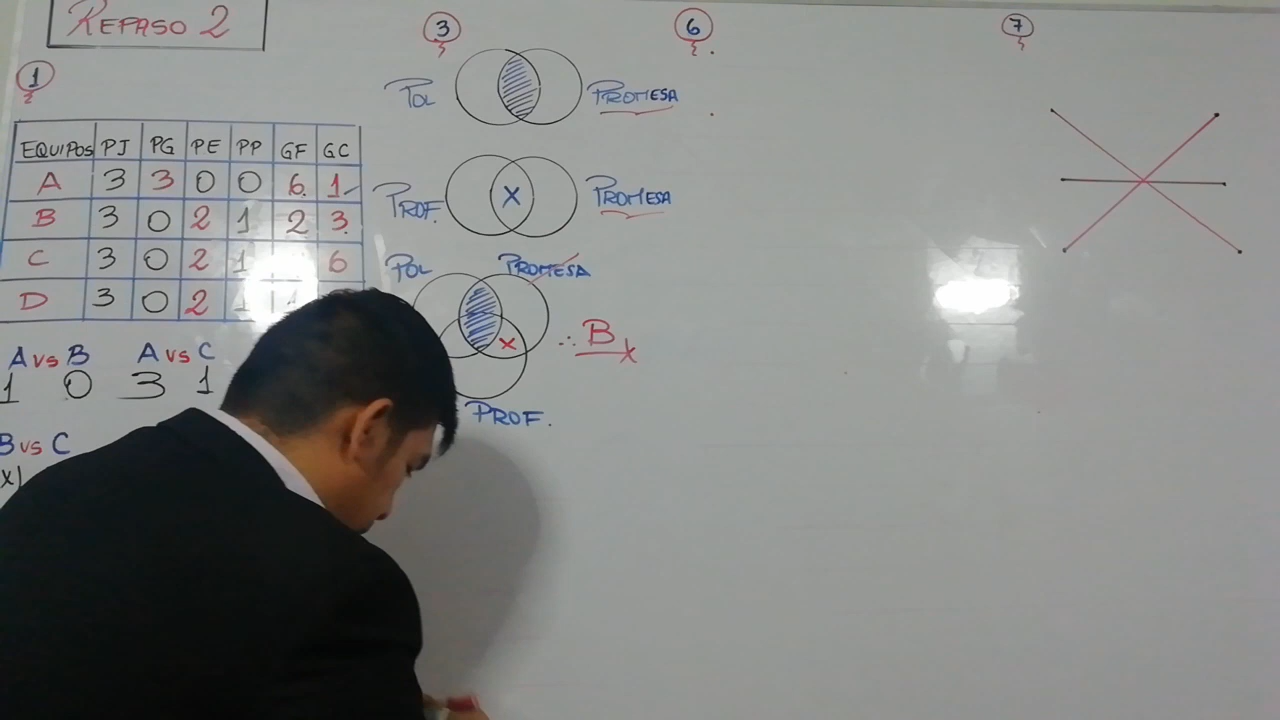 REPASO 2
1
EQUIPOS PJ PG PE PP GF GC
A 3 3 0 0 6 1
B 3 0 2 1 2 3
C 3 0 2 1 6
D 3 0 2 1
A vs B A vs C
1 0 3 1
B vs C
3
POL PROMESA
PROF. X PROMESA
POL PROMESA
x
∴ B x
PROF.
6
7